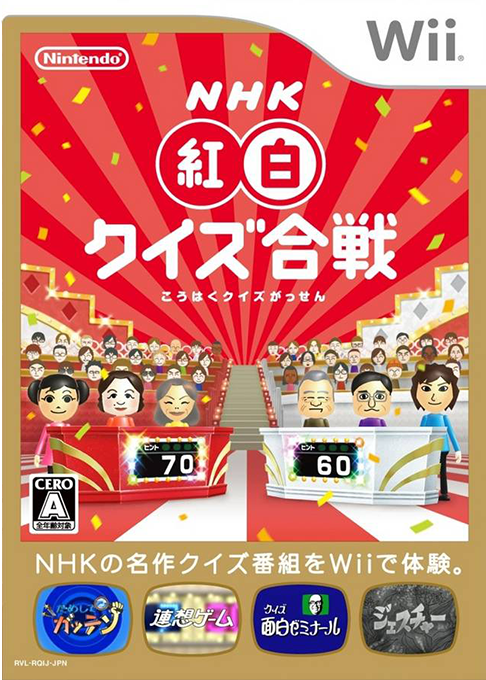 Wii
Nintendo
NHK
紅白
クイズ合戦
こうはくクイズがっせん
ヒント
70
ヒント
60
CERO
A
全年齢対象
NHKの名作クイズ番組をWiiで体験。
ためして
ガッテン
連想ゲーム
クイズ
面白ゼミナール
ジェスチャー
RVL-RQIJ-JPN